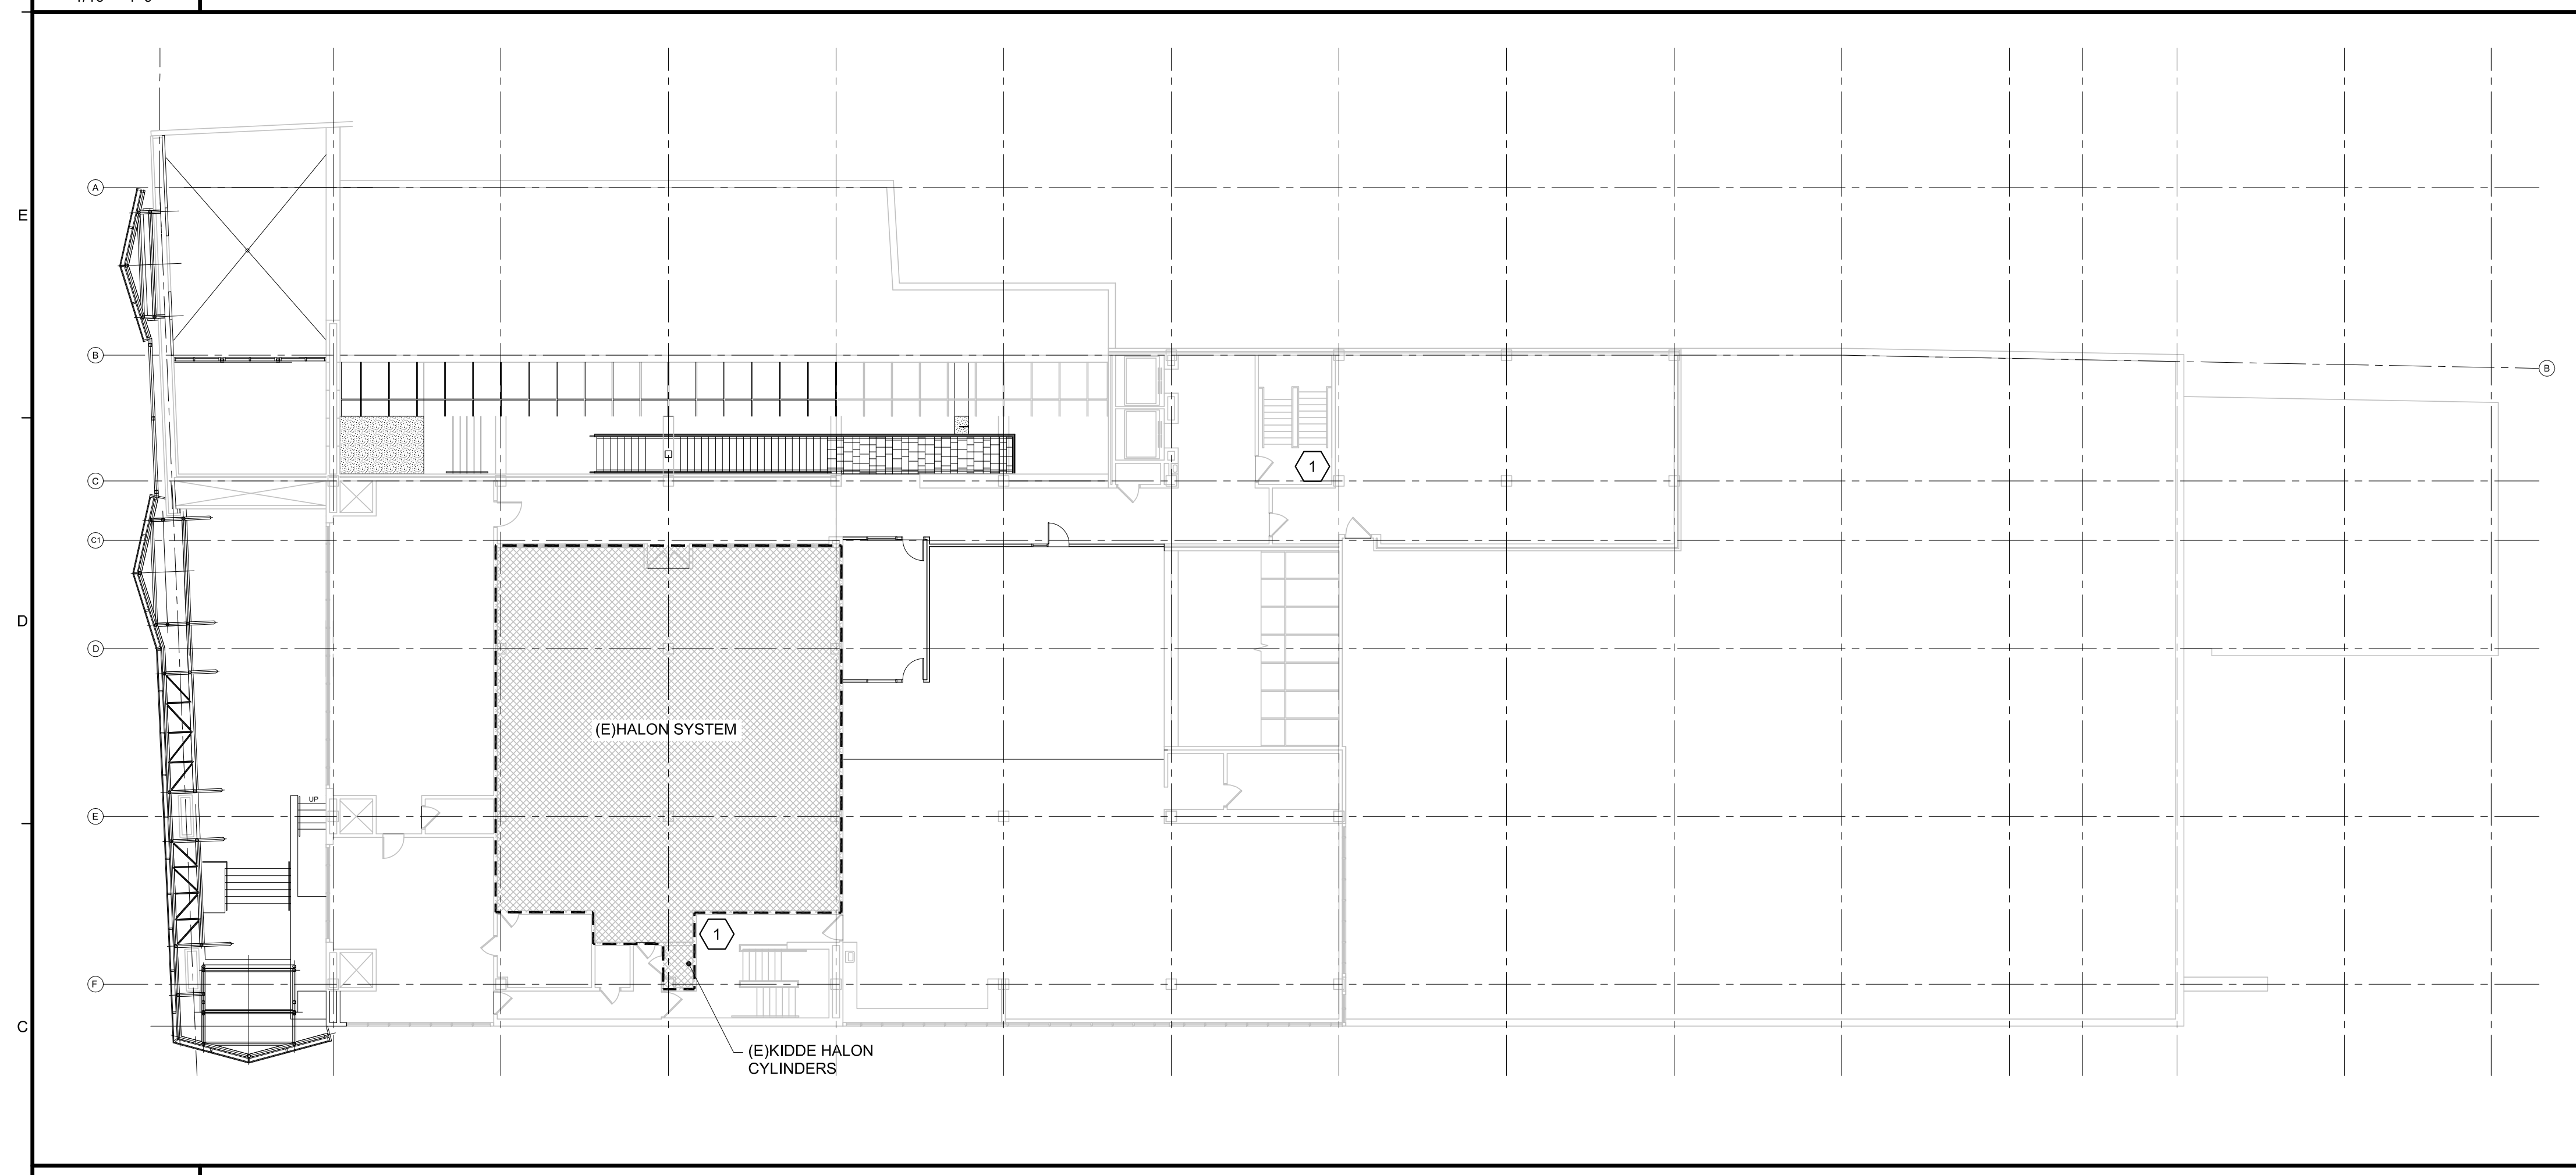 A
E
B
B
C
1
C1
D
D
(E)HALON SYSTEM
UP
E
1
F
C
(E)KIDDE HALON
CYLINDERS